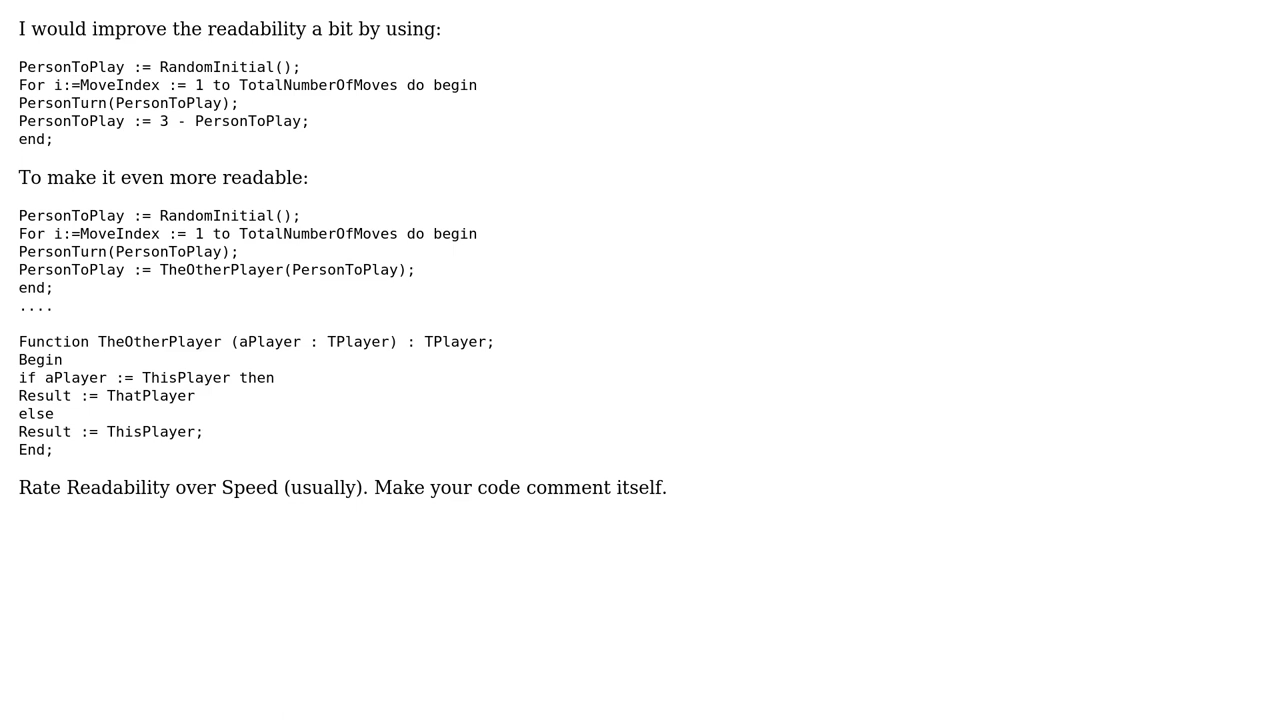 I would improve the readability a bit by using:
PersonToPlay := RandomInitial();
For i:=MoveIndex := 1 to TotalNumberOfMoves do begin
PersonTurn(PersonToPlay);
PersonToPlay := 3 - PersonToPlay;
end;
To make it even more readable:
PersonToPlay := RandomInitial();
For i:=MoveIndex := 1 to TotalNumberOfMoves do begin
PersonTurn(PersonToPlay);
PersonToPlay := TheOtherPlayer(PersonToPlay);
end;
....
Function TheOtherPlayer (aPlayer : TPlayer) : TPlayer;
Begin
if aPlayer := ThisPlayer then
Result := ThatPlayer
else
Result := ThisPlayer;
End;
Rate Readability over Speed (usually). Make your code comment itself.